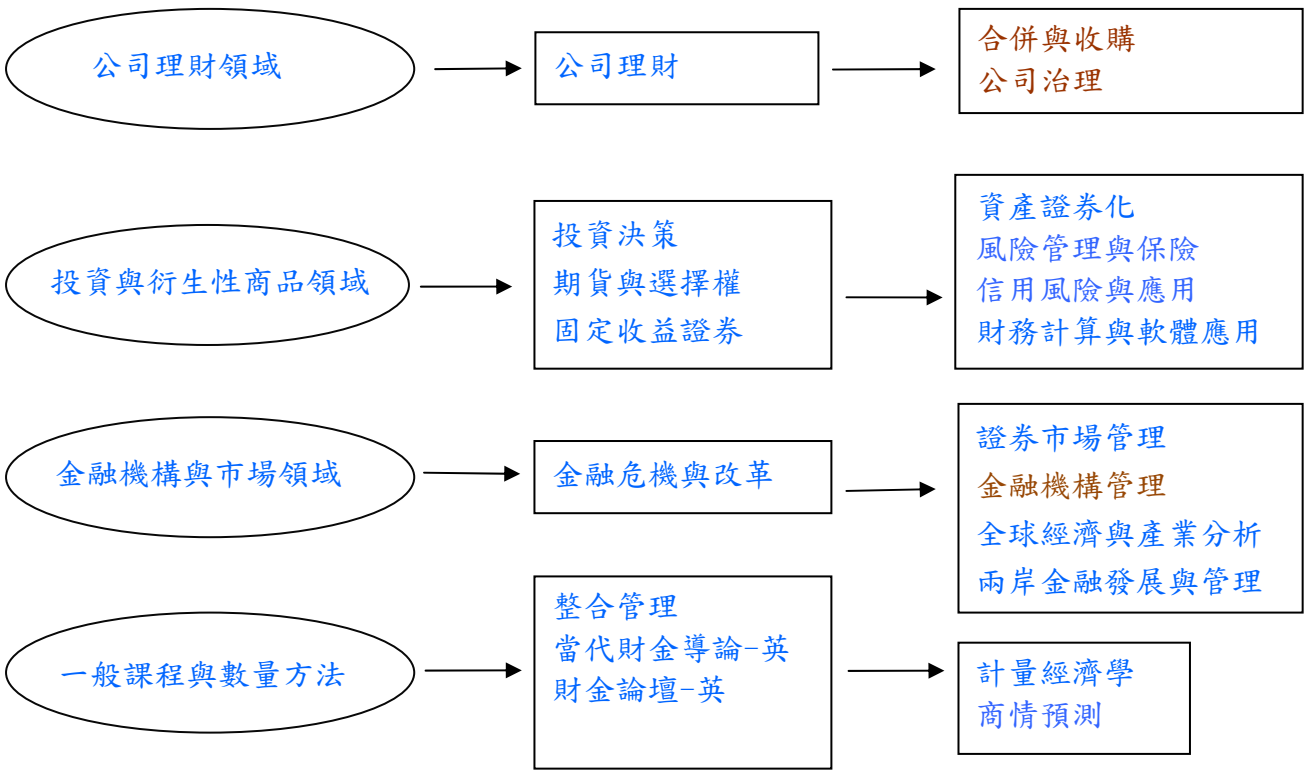 公司理財領域
公司理財
合併與收購
公司治理
投資與衍生性商品領域
投資決策
期貨與選擇權
固定收益證券
資產證券化
風險管理與保險
信用風險與應用
財務計算與軟體應用
金融機構與市場領域
金融危機與改革
證券市場管理
金融機構管理
全球經濟與產業分析
兩岸金融發展與管理
一般課程與數量方法
整合管理
當代財金導論-英
財金論壇-英
計量經濟學
商情預測